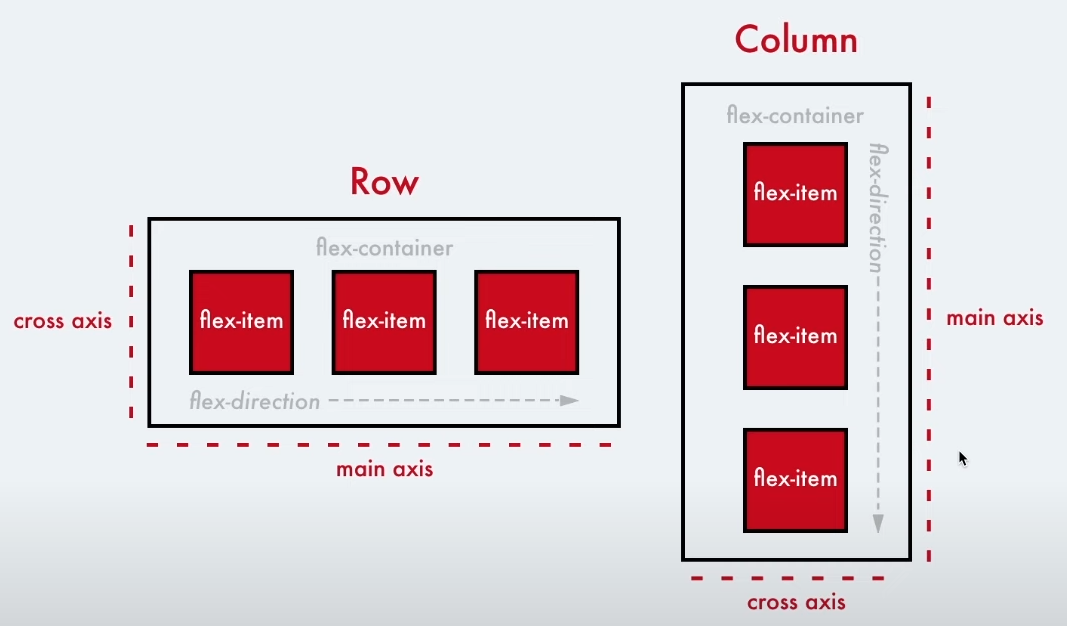 Row
flex-container
flex-item flex-item flex-item
flex-direction
cross axis
main axis
Column
flex-container
flex-direction
flex-item
flex-item
flex-item
main axis
cross axis